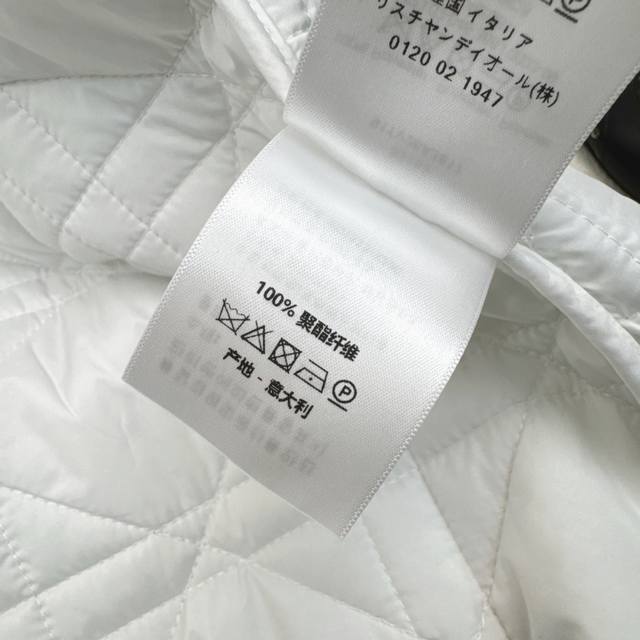 産国 イタリア
リスチャンディオール(株)
0120 02 1947
100% 聚酯纤维
产地 - 意大利